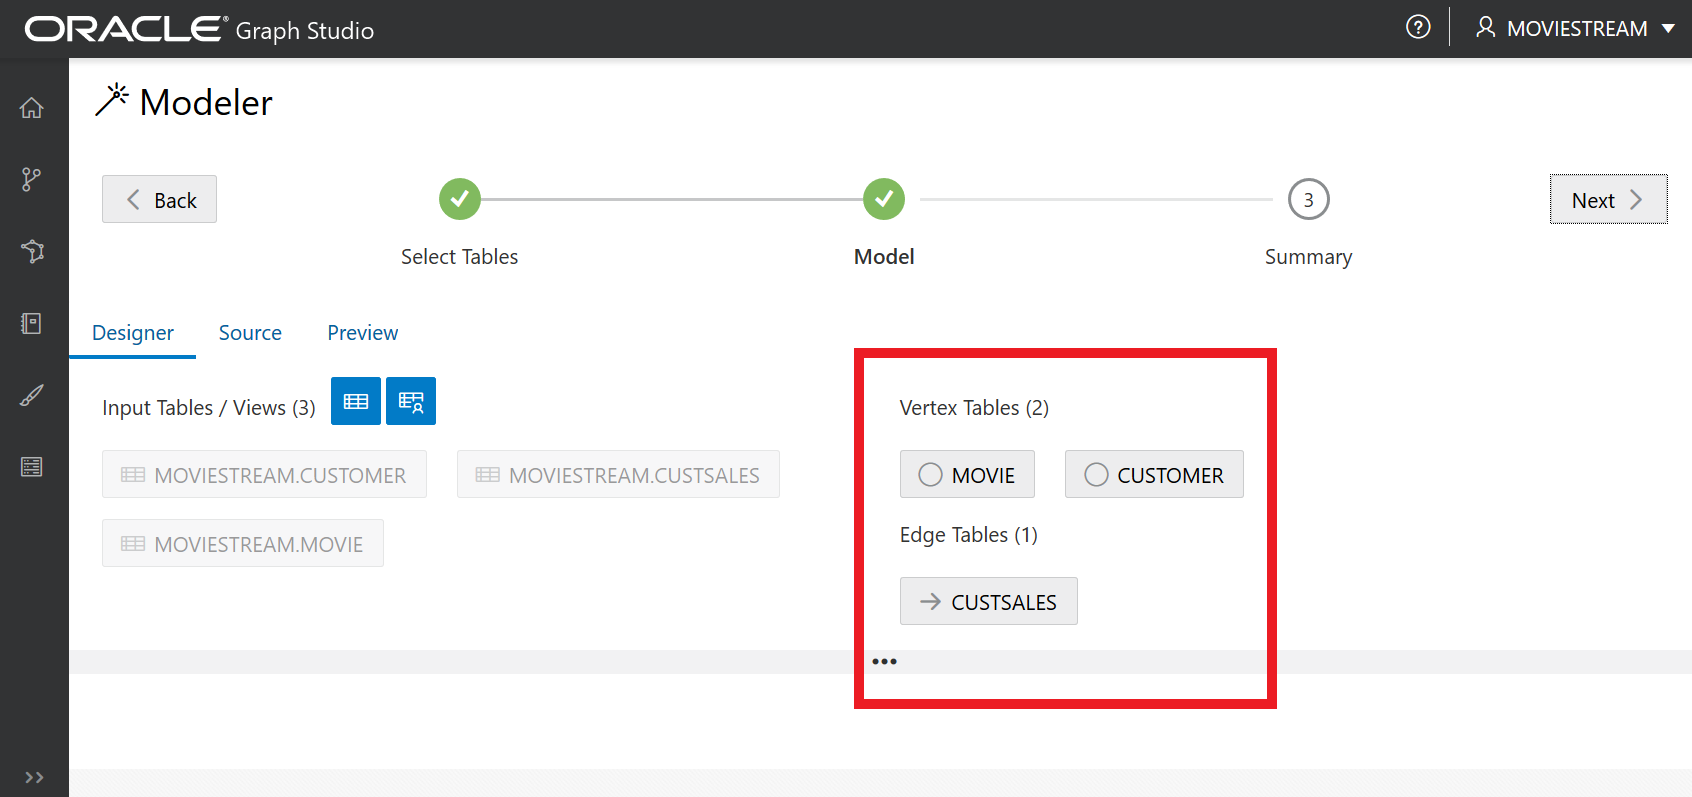 ORACLE® Graph Studio
MOVIESTREAM
Modeler
Back
Next
3
Select Tables
Model
Summary
Designer
Source
Preview
Input Tables / Views (3)
MOVIESTREAM.CUSTOMER
MOVIESTREAM.CUSTSALES
MOVIESTREAM.MOVIE
Vertex Tables (2)
MOVIE
CUSTOMER
Edge Tables (1)
CUSTSALES